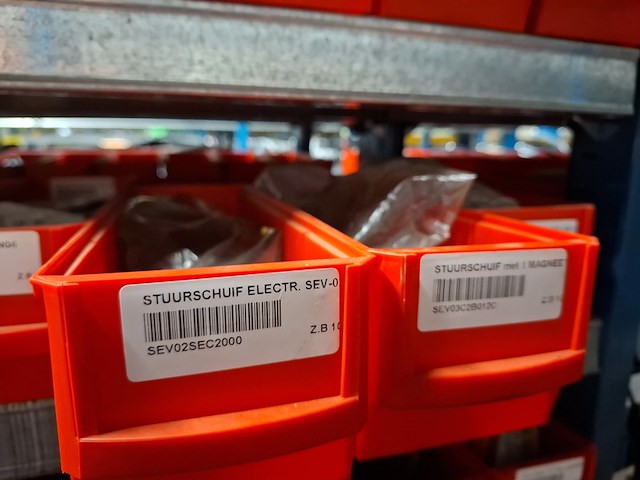 STUURSCHUIF ELECTR. SEV-0
SEV02SEC2000
Z.B 10
STUURSCHUIF met 1 MAGNEE
SEV03C2B012C